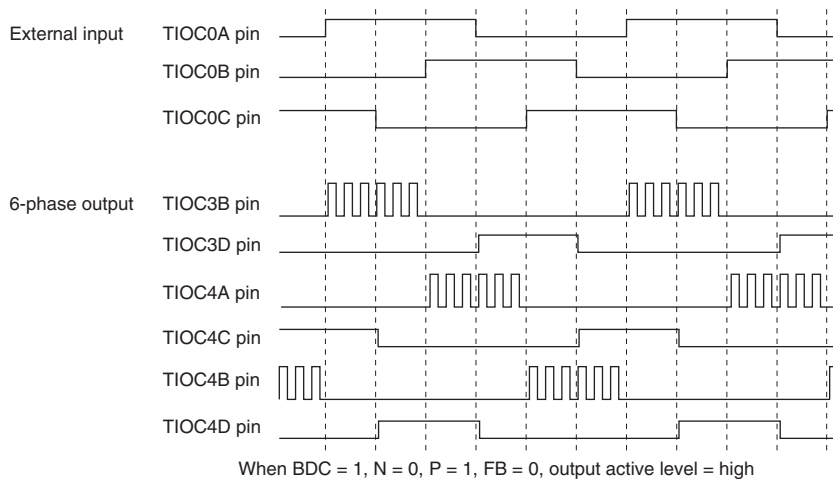 External input TIOC0A pin
TIOC0B pin
TIOC0C pin
6-phase output TIOC3B pin
TIOC3D pin
TIOC4A pin
TIOC4C pin
TIOC4B pin
TIOC4D pin
When BDC = 1, N = 0, P = 1, FB = 0, output active level = high